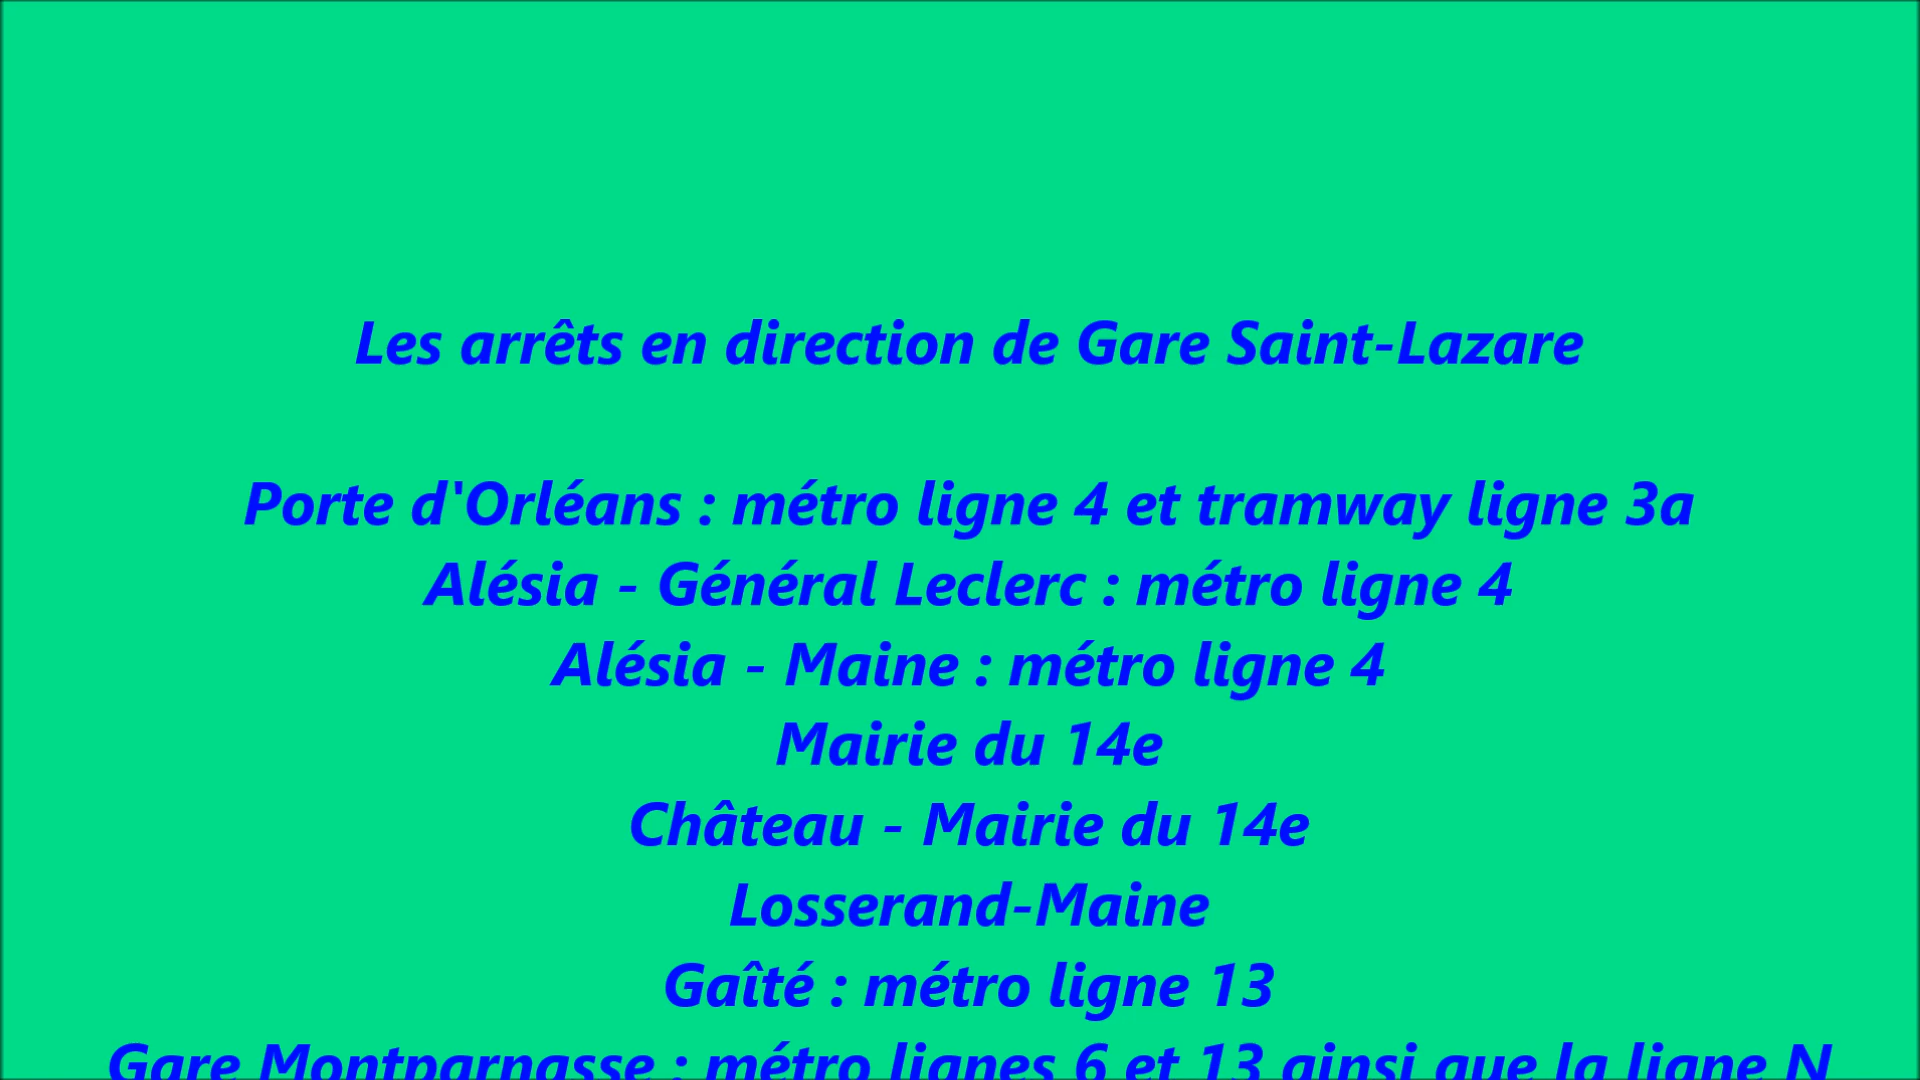 Les arrêts en direction de Gare Saint-Lazare
Porte d'Orléans : métro ligne 4 et tramway ligne 3a
Alésia - Général Leclerc : métro ligne 4
Alésia - Maine : métro ligne 4
Mairie du 14e
Château - Mairie du 14e
Losserand-Maine
Gaîté : métro ligne 13
Gare Montparnasse : métro lignes 6 et 13 ainsi que la ligne N